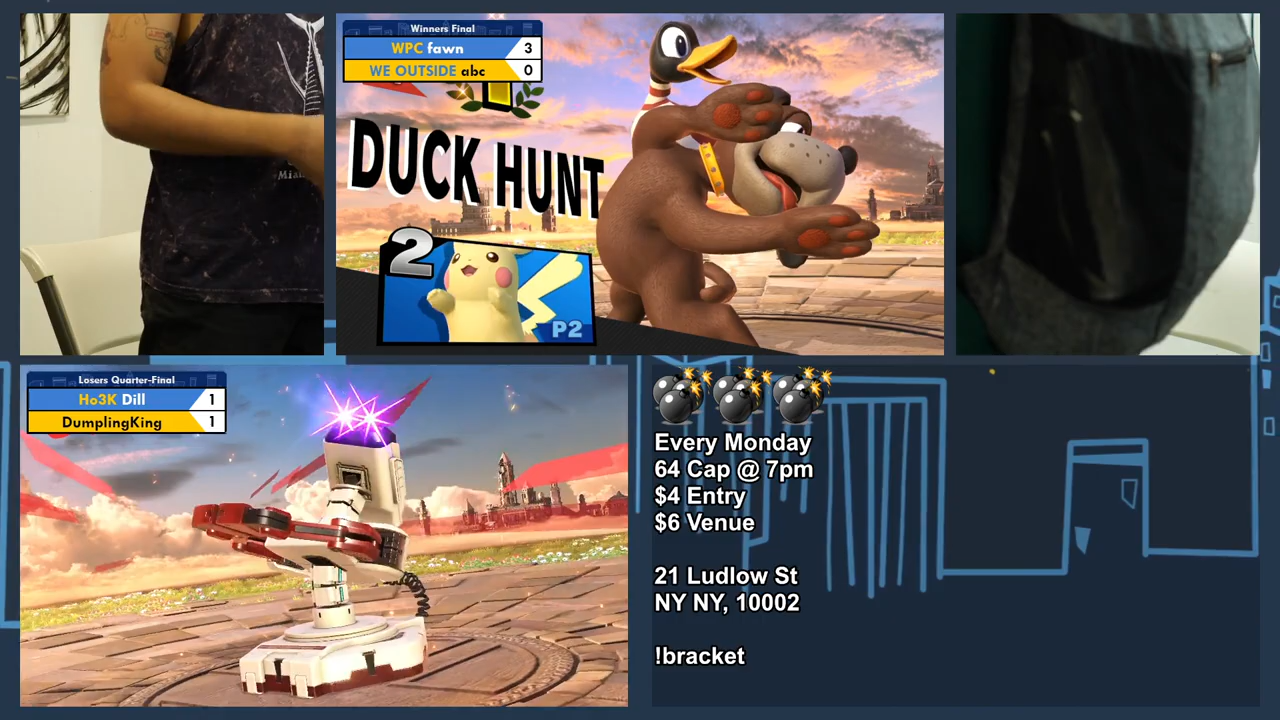 Winners Final
WPC fawn 3
WE OUTSIDE abc 0
DUCK HUNT
2
P2
Losers Quarter-Final
Ho3K Dill 1
DumplingKing 1
Every Monday
64 Cap @ 7pm
$4 Entry
$6 Venue
21 Ludlow St
NY NY, 10002
!bracket